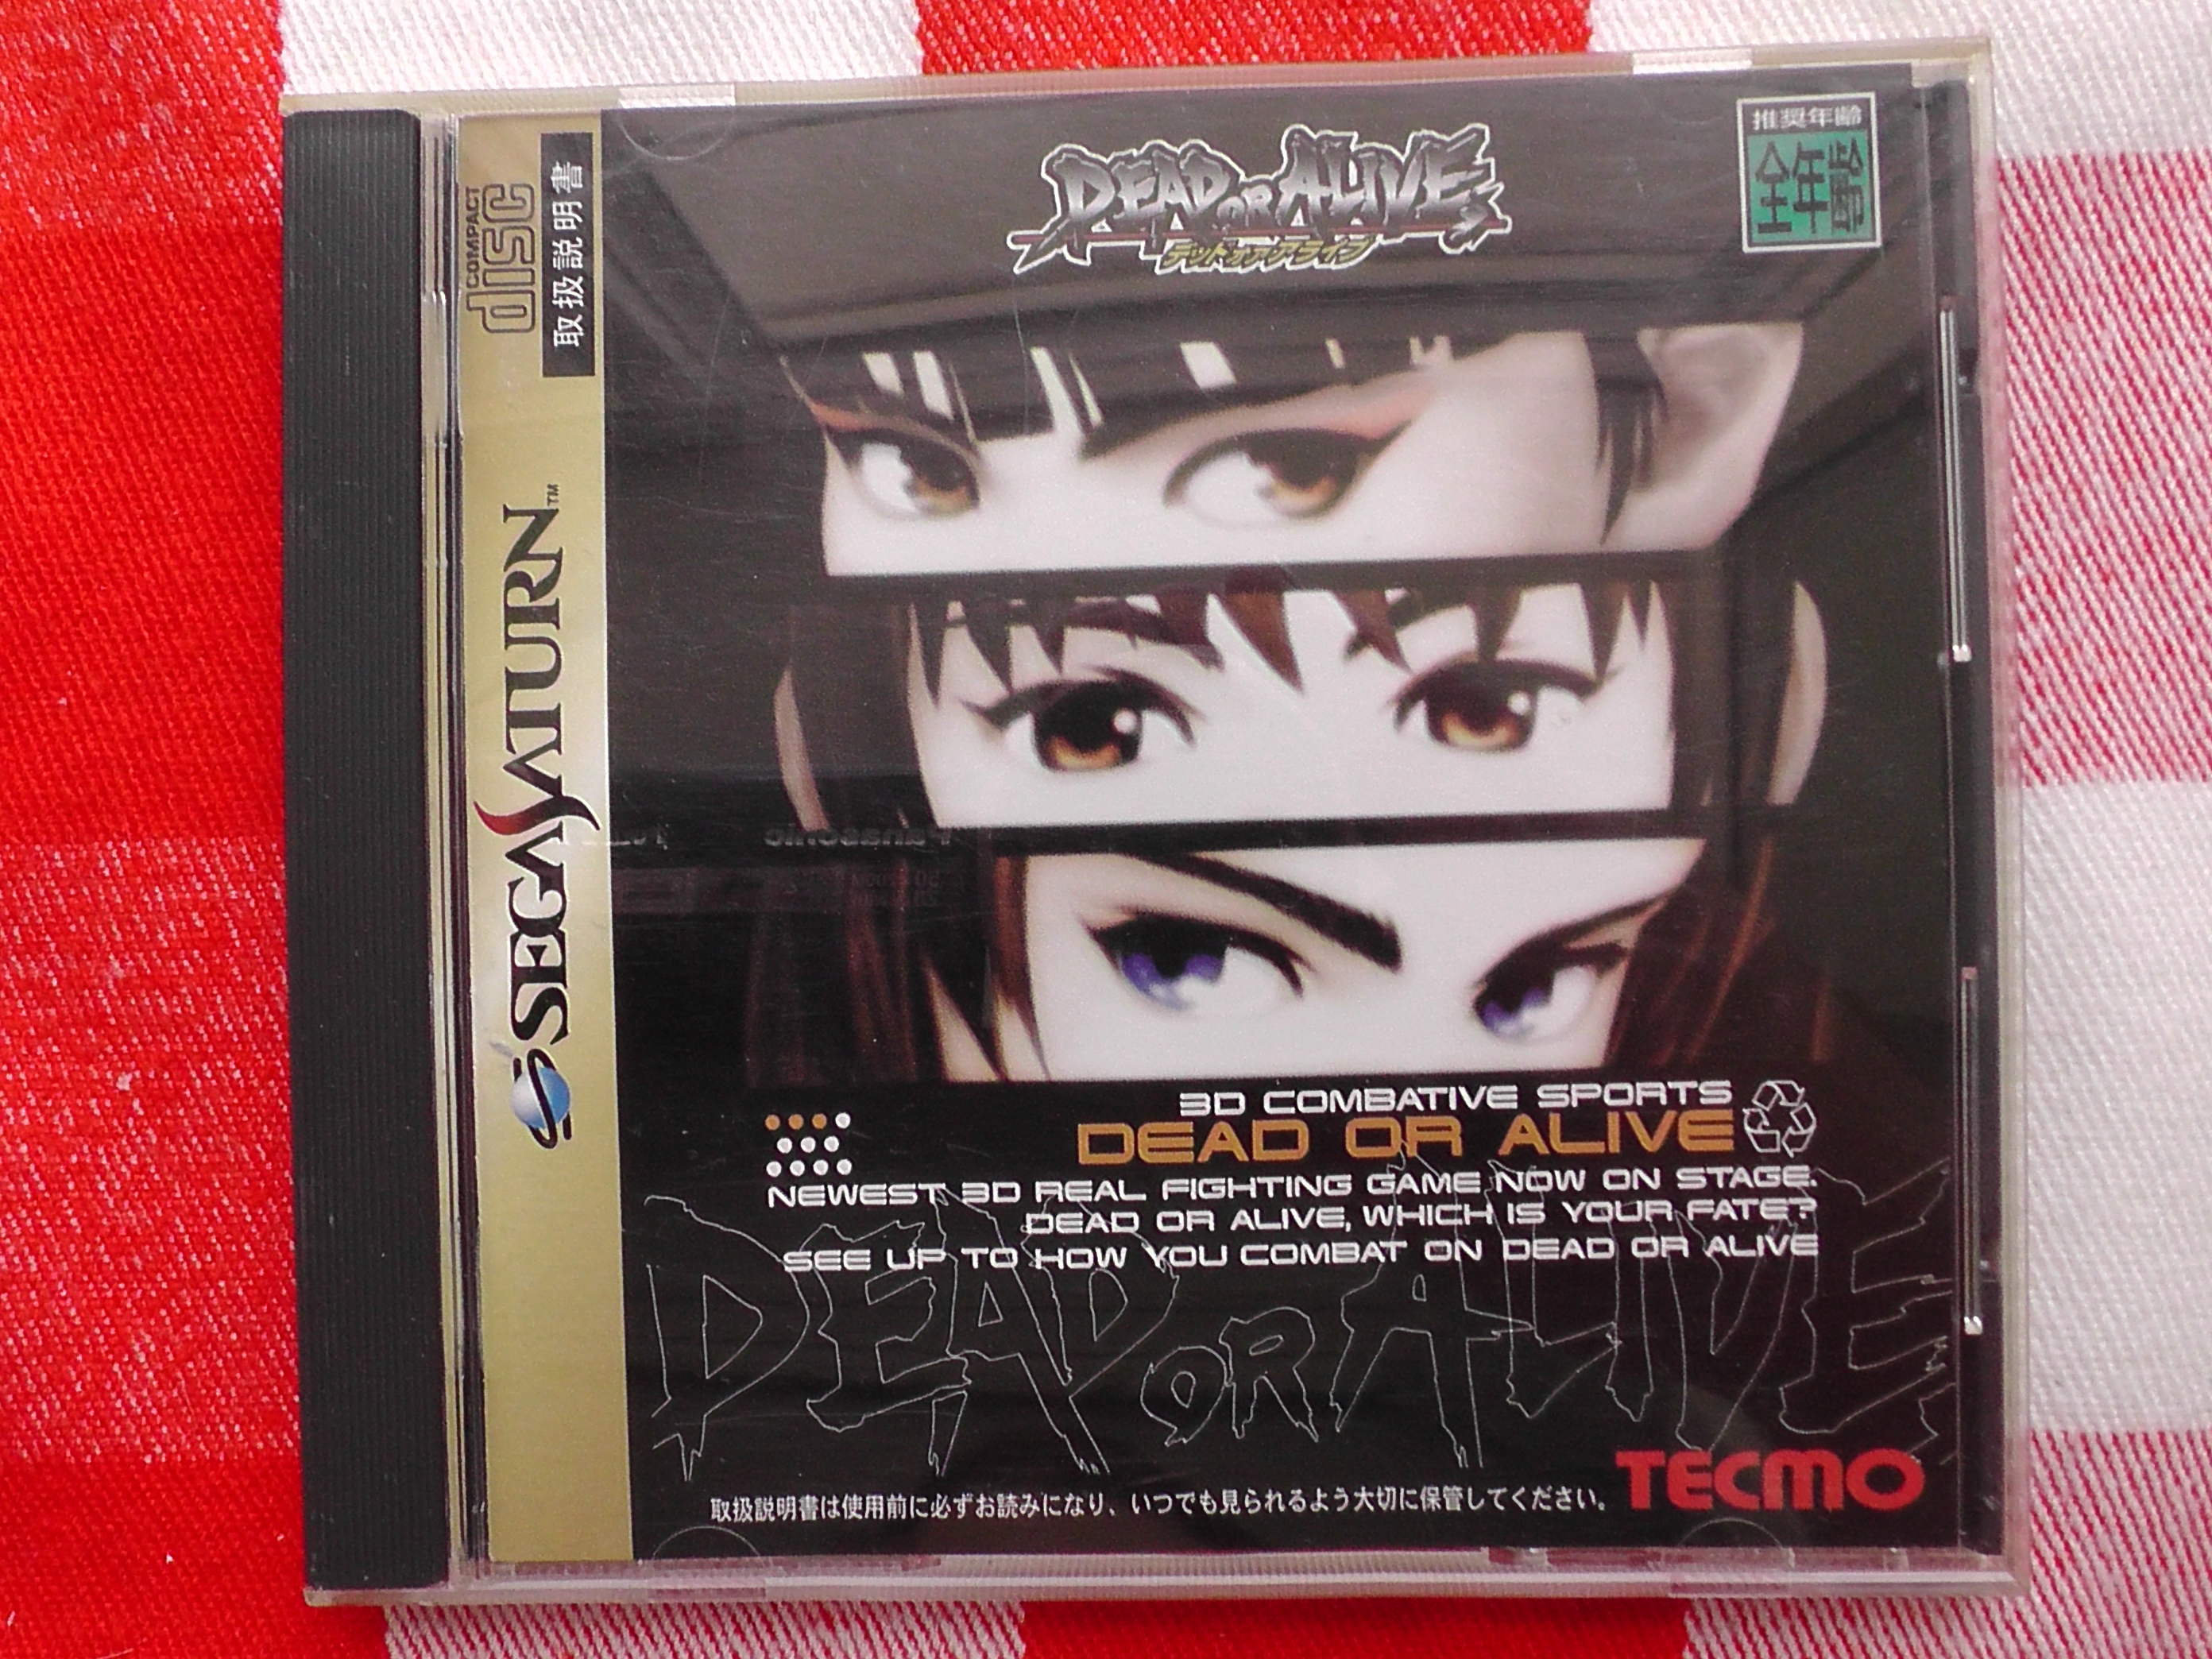 COMPACT
disc
取扱説明書
SEGA SATURN™
DEAD OR ALIVE
デッド オア アライブ
推奨年齢
全年齢
3D COMBATIVE SPORTS
DEAD OR ALIVE
NEWEST 3D REAL FIGHTING GAME NOW ON STAGE.
DEAD OR ALIVE, WHICH IS YOUR FATE?
SEE UP TO HOW YOU COMBAT ON DEAD OR ALIVE
DEAD OR ALIVE
TECMO
取扱説明書は使用前に必ずお読みになり、いつでも見られるよう大切に保管してください。